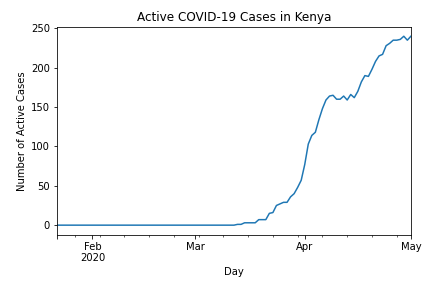 Active COVID-19 Cases in Kenya
250
200
150
100
50
0
Number of Active Cases
Feb
2020
Mar
Apr
May
Day